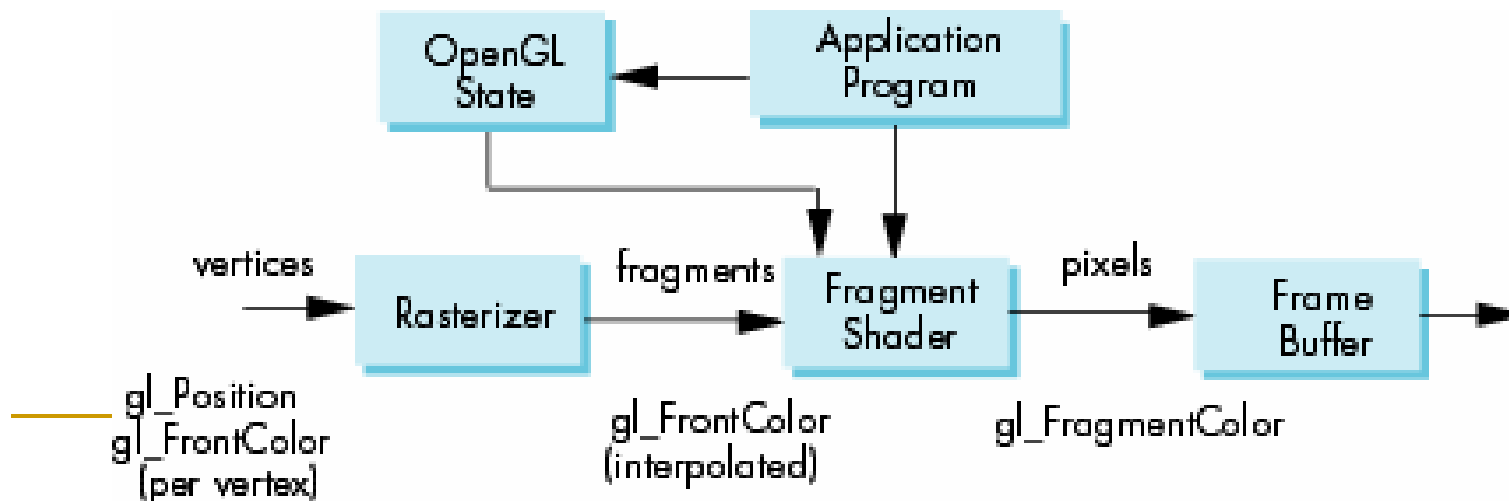 OpenGL
State
Application
Program
vertices
Rasterizer
fragments
Fragment
Shader
pixels
Frame
Buffer
gl_Position
gl_FrontColor
(per vertex)
gl_FrontColor
(interpolated)
gl_FragmentColor